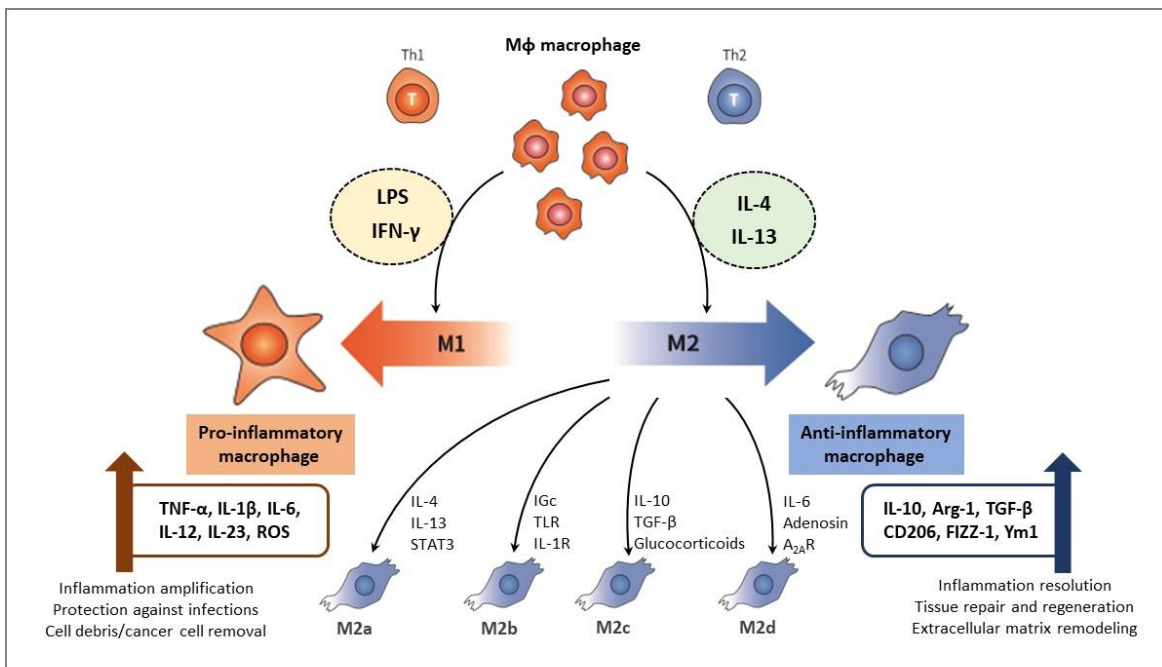 Mϕ macrophage
Th1
Th2
T
T
LPS
IFN-γ
IL-4
IL-13
M1
M2
Pro-inflammatory
macrophage
Anti-inflammatory
macrophage
TNF-α, IL-1β, IL-6,
IL-12, IL-23, ROS
IL-4
IL-13
STAT3
IGc
TLR
IL-1R
IL-10
TGF-β
Glucocorticoids
IL-6
Adenosin
A₂ₐR
IL-10, Arg-1, TGF-β
CD206, FIZZ-1, Ym1
Inflammation amplification
Protection against infections
Cell debris/cancer cell removal
M2a
M2b
M2c
M2d
Inflammation resolution
Tissue repair and regeneration
Extracellular matrix remodeling